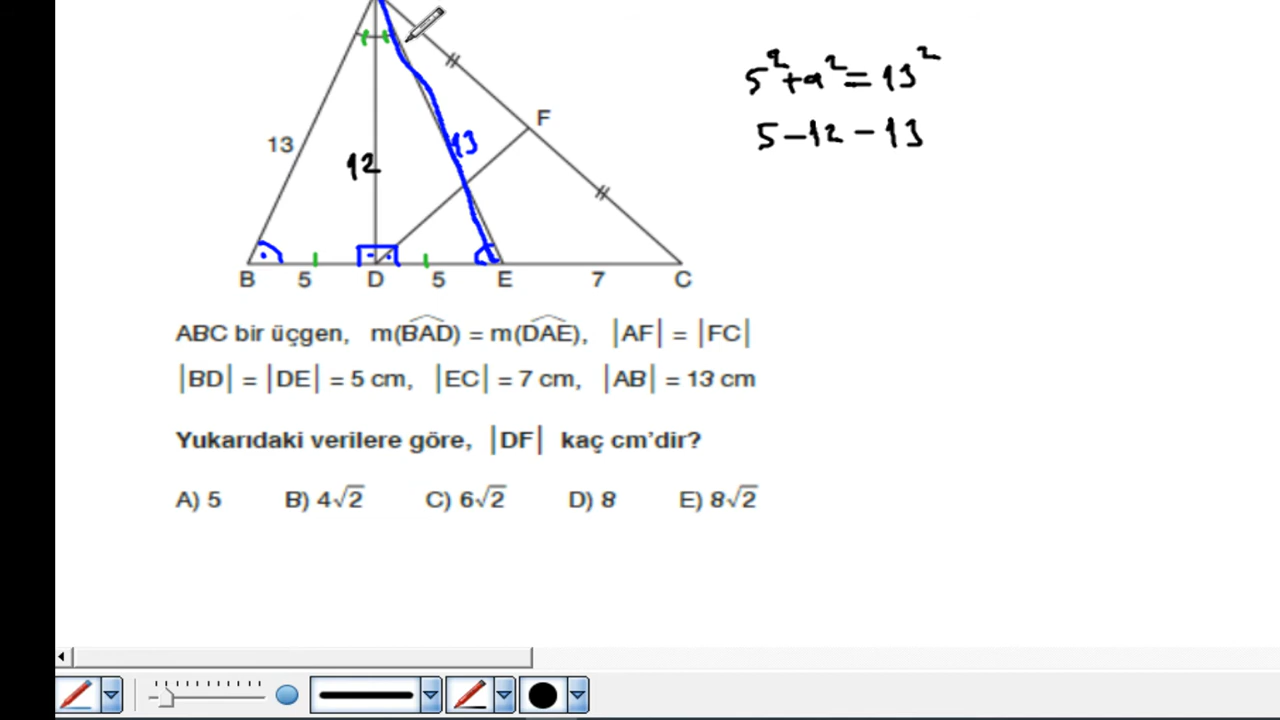 5²+a²=13²
5-12-13
F
13
13
12
B 5 D 5 E 7 C
ABC bir üçgen, m(BAD) = m(DAE), |AF| = |FC|
|BD| = |DE| = 5 cm, |EC| = 7 cm, |AB| = 13 cm
Yukarıdaki verilere göre, |DF| kaç cm'dir?
A) 5 B) 4√2 C) 6√2 D) 8 E) 8√2